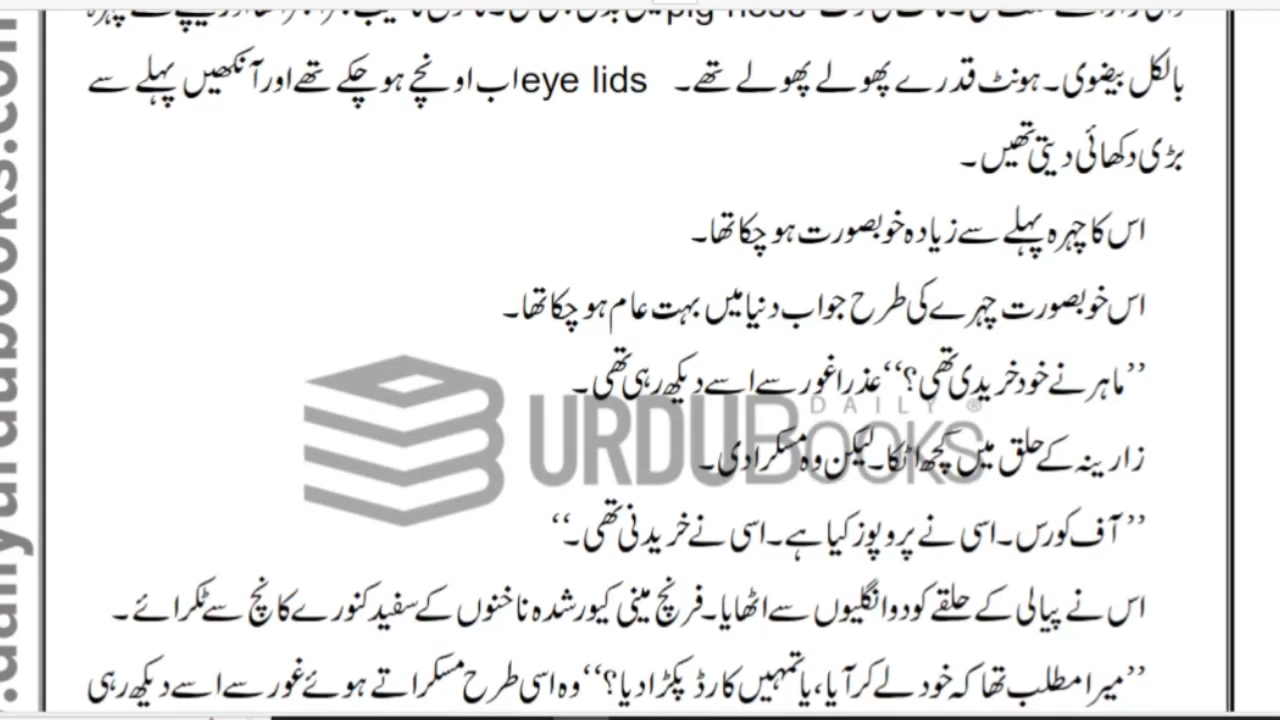 بالکل بیضوی۔ ہونٹ قدرے پھولے پھولے تھے۔ eye lids اب اونچے ہو چکے تھے اور آنکھیں پہلے سے
بڑی دکھائی دیتی تھیں۔
اس کا چہرہ پہلے سے زیادہ خوبصورت ہو چکا تھا۔
اس خوبصورت چہرے کی طرح جو اب دنیا میں بہت عام ہو چکا تھا۔
’’ماہر نے خود خریدی تھی؟‘‘ عذرا غور سے اسے دیکھ رہی تھی۔
DAILY ®
URDUBOOKS
زارینہ کے حلق میں کچھ اٹکا۔ لیکن وہ مسکرا دی۔
’’آف کورس۔ اسی نے پروپوز کیا ہے۔ اسی نے خریدنی تھی۔‘‘
اس نے پیالی کے حلقے کو دو انگلیوں سے اٹھایا۔ فرنچ مینی کیور شدہ ناخنوں کے سفید کنورے کانچ سے ٹکرائے۔
’’میرا مطلب تھا کہ خود لے کر آیا، یا تمہیں کارڈ پکڑا دیا؟‘‘ وہ اسی طرح مسکراتے ہوئے غور سے اسے دیکھ رہی
.dailyurdubooks.com